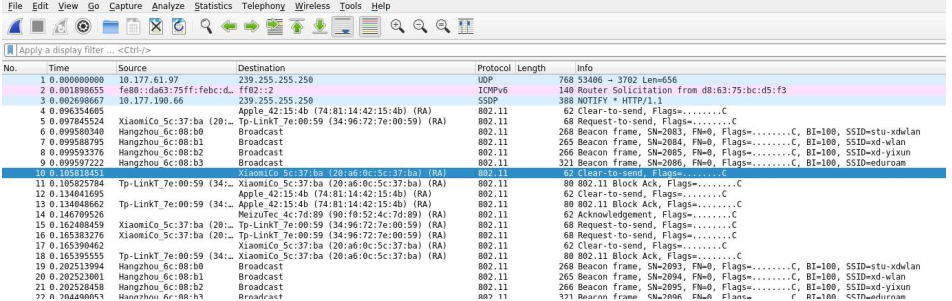 File Edit View Go Capture Analyze Statistics Telephony Wireless Tools Help
Apply a display filter ... <Ctrl-/>
No. Time Source Destination Protocol Length Info
1 0.000000000 10.177.61.97 239.255.255.250 UDP 768 53406 → 3702 Len=656
2 0.001898655 fe80::da63:75ff:febc:d… ff02::2 ICMPv6 140 Router Solicitation from d8:63:75:bc:d5:f3
3 0.002698667 10.177.190.66 239.255.255.250 SSDP 388 NOTIFY * HTTP/1.1
4 0.096354605 Apple_42:15:4b (74:81:14:42:15:4b) (RA) 802.11 62 Clear-to-send, Flags=........C
5 0.097845524 XiaomiCo_5c:37:ba (20:… Tp-LinkT_7e:00:59 (34:96:72:7e:00:59) (RA) 802.11 68 Request-to-send, Flags=........C
6 0.099580340 Hangzhou_6c:08:b0 Broadcast 802.11 268 Beacon frame, SN=2083, FN=0, Flags=........C, BI=100, SSID=stu-xdwlan
7 0.099588795 Hangzhou_6c:08:b1 Broadcast 802.11 265 Beacon frame, SN=2084, FN=0, Flags=........C, BI=100, SSID=xd-wlan
8 0.099593376 Hangzhou_6c:08:b2 Broadcast 802.11 266 Beacon frame, SN=2085, FN=0, Flags=........C, BI=100, SSID=xd-yixun
9 0.099597222 Hangzhou_6c:08:b3 Broadcast 802.11 321 Beacon frame, SN=2086, FN=0, Flags=........C, BI=100, SSID=eduroam
10 0.105818451 XiaomiCo_5c:37:ba (20:a6:0c:5c:37:ba) (RA) 802.11 62 Clear-to-send, Flags=........C
11 0.105825784 Tp-LinkT_7e:00:59 (34:… XiaomiCo_5c:37:ba (20:a6:0c:5c:37:ba) (RA) 802.11 80 802.11 Block Ack, Flags=........C
12 0.134041695 Apple_42:15:4b (74:81:14:42:15:4b) (RA) 802.11 62 Clear-to-send, Flags=........C
13 0.134048662 Tp-LinkT_7e:00:59 (34:… Apple_42:15:4b (74:81:14:42:15:4b) (RA) 802.11 80 802.11 Block Ack, Flags=........C
14 0.146709526 MeizuTec_4c:7d:89 (90:f0:52:4c:7d:89) (RA) 802.11 62 Acknowledgement, Flags=........C
15 0.162408459 XiaomiCo_5c:37:ba (20:… Tp-LinkT_7e:00:59 (34:96:72:7e:00:59) (RA) 802.11 68 Request-to-send, Flags=........C
16 0.165383276 XiaomiCo_5c:37:ba (20:… Tp-LinkT_7e:00:59 (34:96:72:7e:00:59) (RA) 802.11 68 Request-to-send, Flags=........C
17 0.165390462 XiaomiCo_5c:37:ba (20:a6:0c:5c:37:ba) (RA) 802.11 62 Clear-to-send, Flags=........C
18 0.165395555 Tp-LinkT_7e:00:59 (34:… XiaomiCo_5c:37:ba (20:a6:0c:5c:37:ba) (RA) 802.11 80 802.11 Block Ack, Flags=........C
19 0.202513994 Hangzhou_6c:08:b0 Broadcast 802.11 268 Beacon frame, SN=2093, FN=0, Flags=........C, BI=100, SSID=stu-xdwlan
20 0.202523001 Hangzhou_6c:08:b1 Broadcast 802.11 265 Beacon frame, SN=2094, FN=0, Flags=........C, BI=100, SSID=xd-wlan
21 0.202528458 Hangzhou_6c:08:b2 Broadcast 802.11 266 Beacon frame, SN=2095, FN=0, Flags=........C, BI=100, SSID=xd-yixun
22 0.204490053 Hangzhou_6c:08:b3 Broadcast 802.11 321 Beacon frame, SN=2096, FN=0, Flags=........C, BI=100, SSID=eduroam